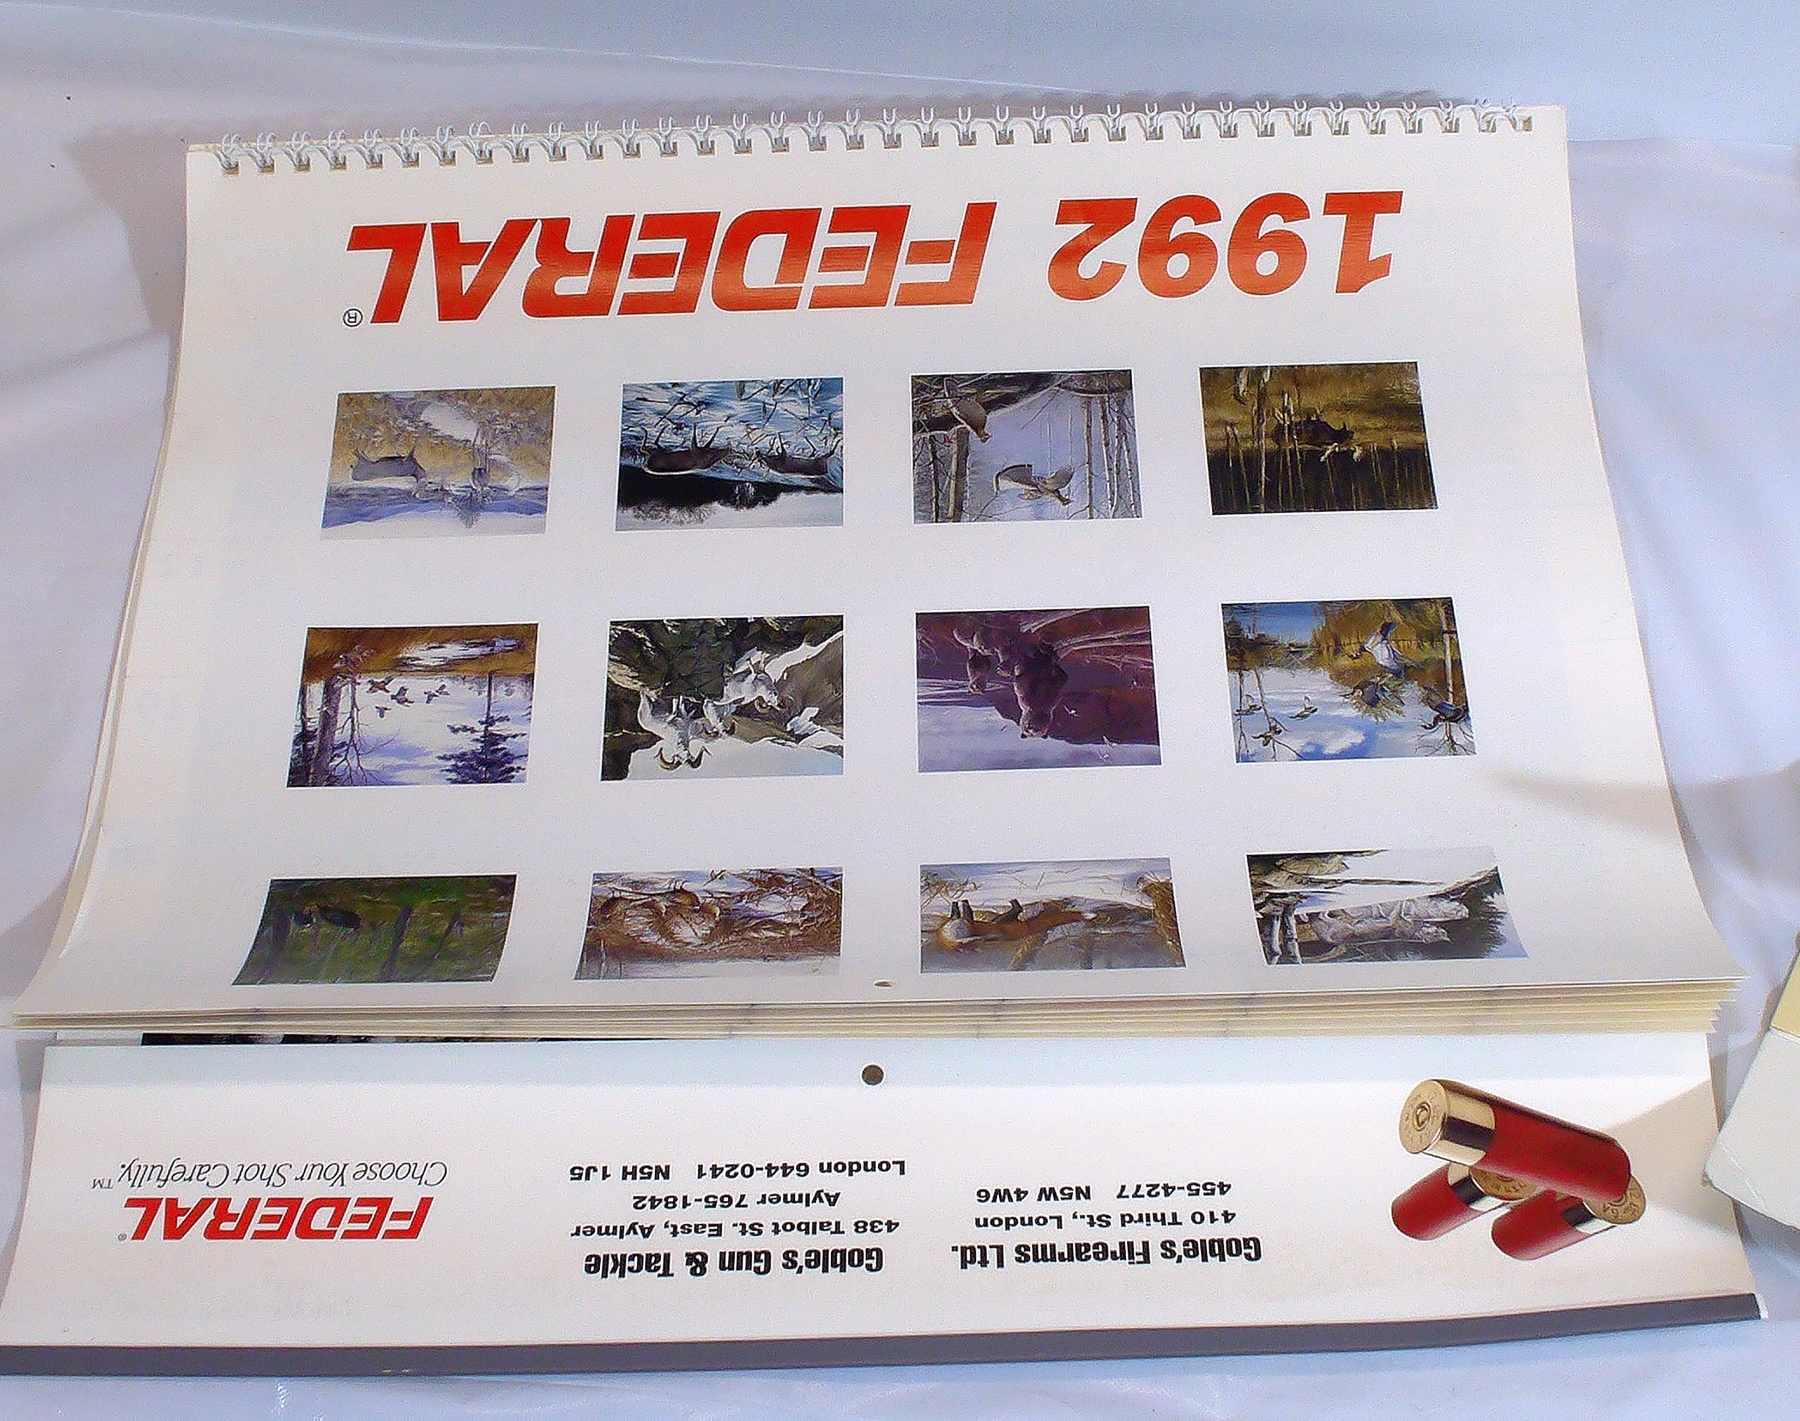 1992 FEDERAL®
Goble's Firearms Ltd.
410 Third St., London
455-4277 N5W 4W6
Goble's Gun & Tackle
438 Talbot St. East, Aylmer
Aylmer 765-1842
London 644-0241 N5H 1J5
FEDERAL®
Choose Your Shot Carefully.™